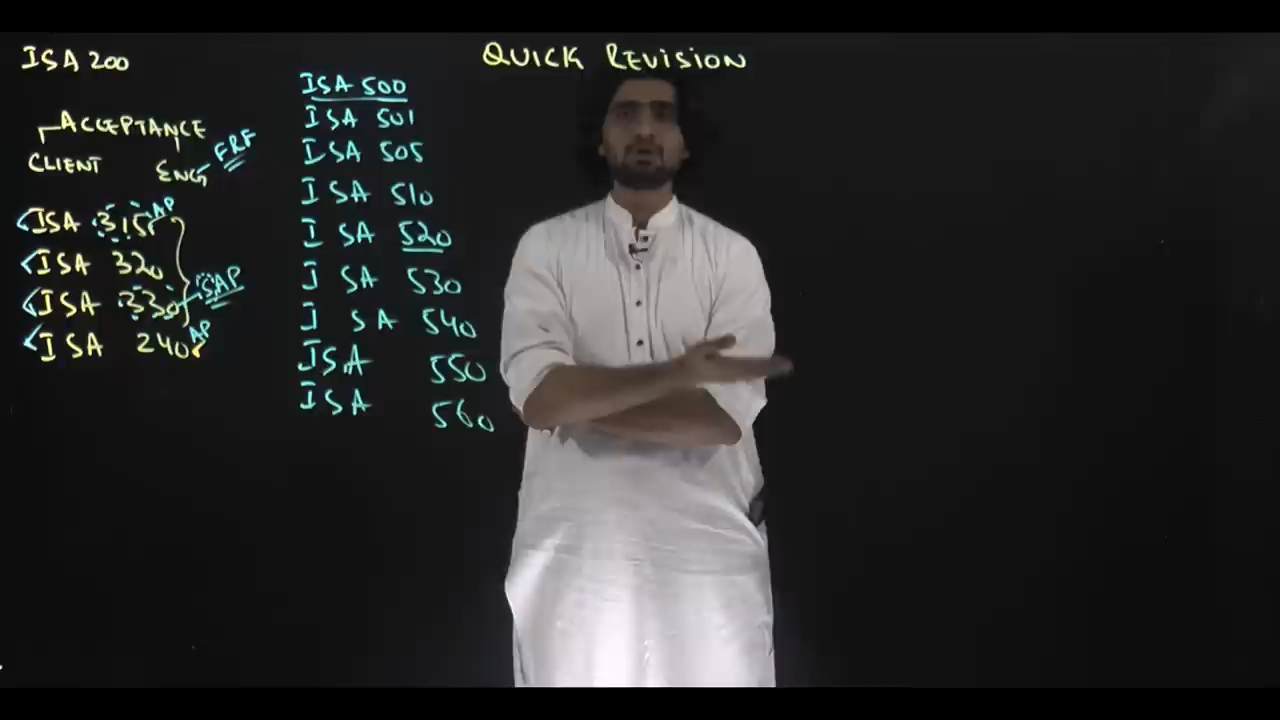 ISA 200
QUICK REVISION
ACCEPTANCE
CLIENT ENG FRF
ISA 315 AP
ISA 320
ISA 330 SAP
ISA 240 AP
ISA 500
ISA 501
ISA 505
ISA 510
ISA 520
ISA 530
ISA 540
ISA 550
ISA 560